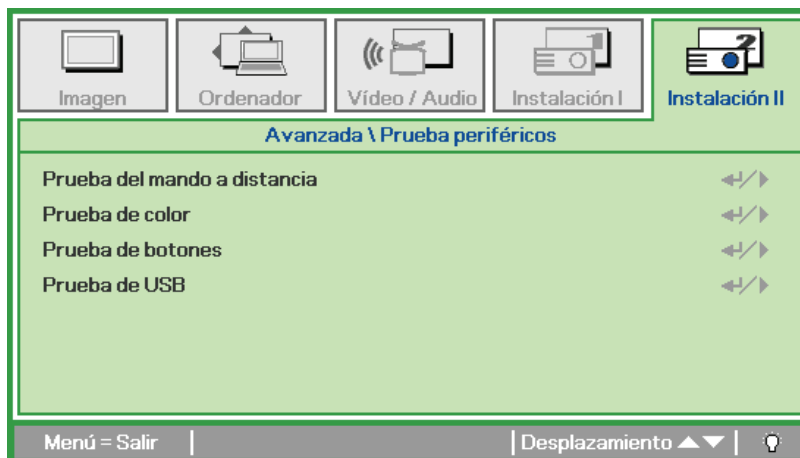 Imagen Ordenador Vídeo / Audio Instalación I Instalación II
Avanzada \ Prueba periféricos
Prueba del mando a distancia
Prueba de color
Prueba de botones
Prueba de USB
Menú = Salir Desplazamiento